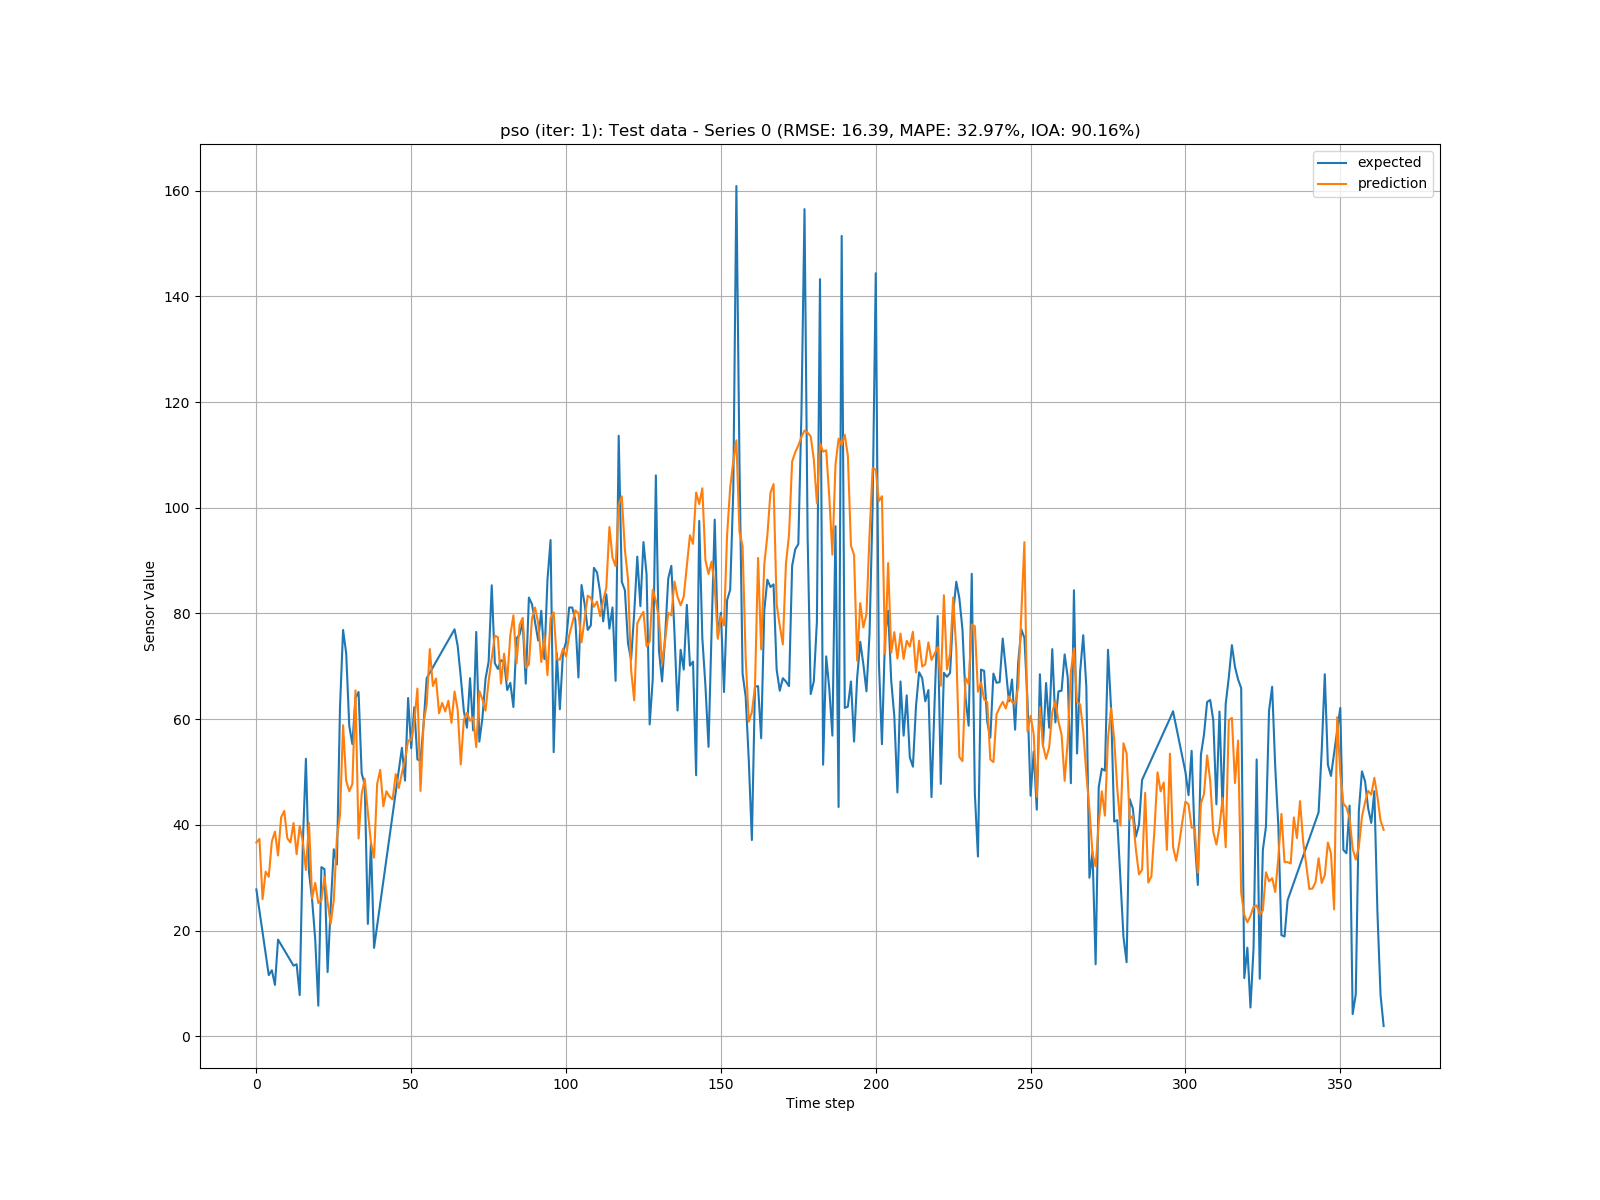 pso (iter: 1): Test data - Series 0 (RMSE: 16.39, MAPE: 32.97%, IOA: 90.16%)
expected
prediction
160
140
120
100
80
60
40
20
0
Sensor Value
0 50 100 150 200 250 300 350
Time step